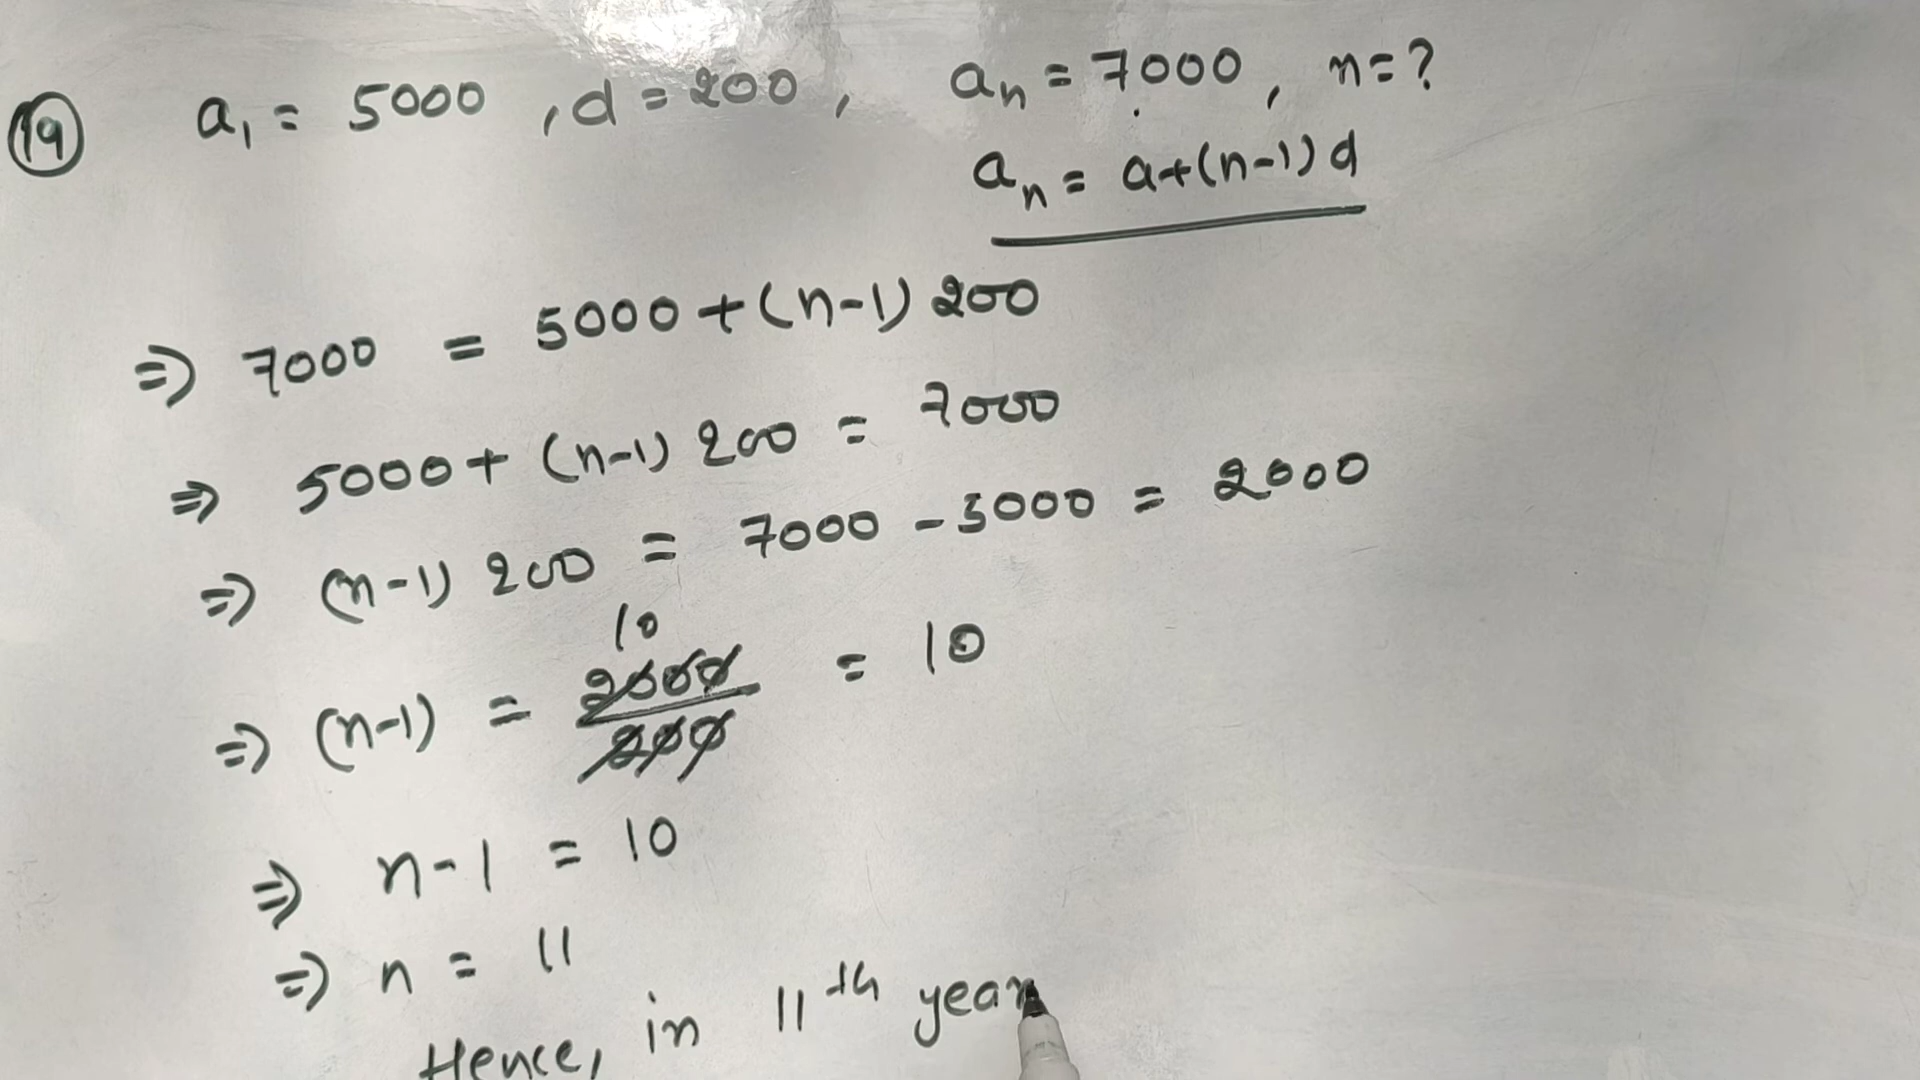 19 a₁ = 5000 , d = 200 , aₙ = 7000 , n = ?
aₙ = a+(n-1)d
⇒ 7000 = 5000+(n-1)200
⇒ 5000+ (n-1) 200 = 7000
⇒ (n-1) 200 = 7000 - 5000 = 2000
10
⇒ (n-1) = 2000/200 = 10
⇒ n-1 = 10
⇒ n = 11
Hence, in 11th year